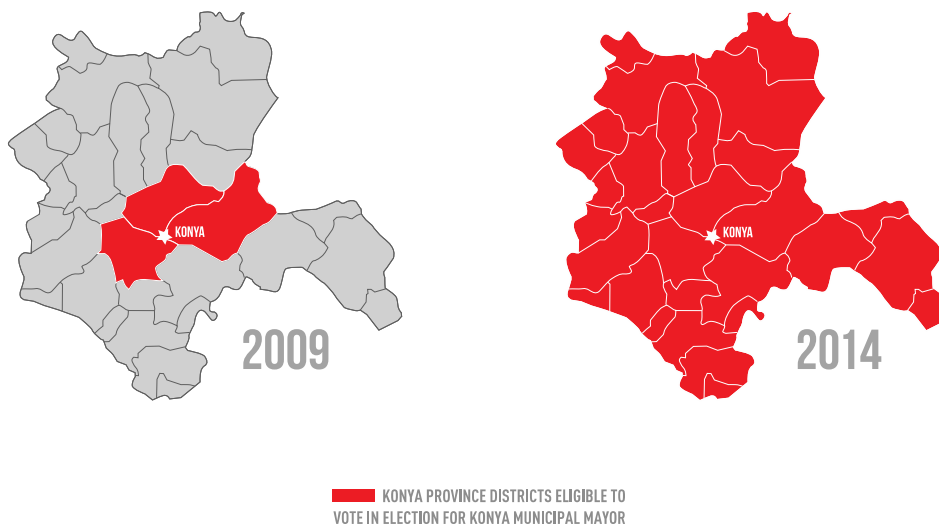 KONYA
2009
KONYA
2014
KONYA PROVINCE DISTRICTS ELIGIBLE TO
VOTE IN ELECTION FOR KONYA MUNICIPAL MAYOR